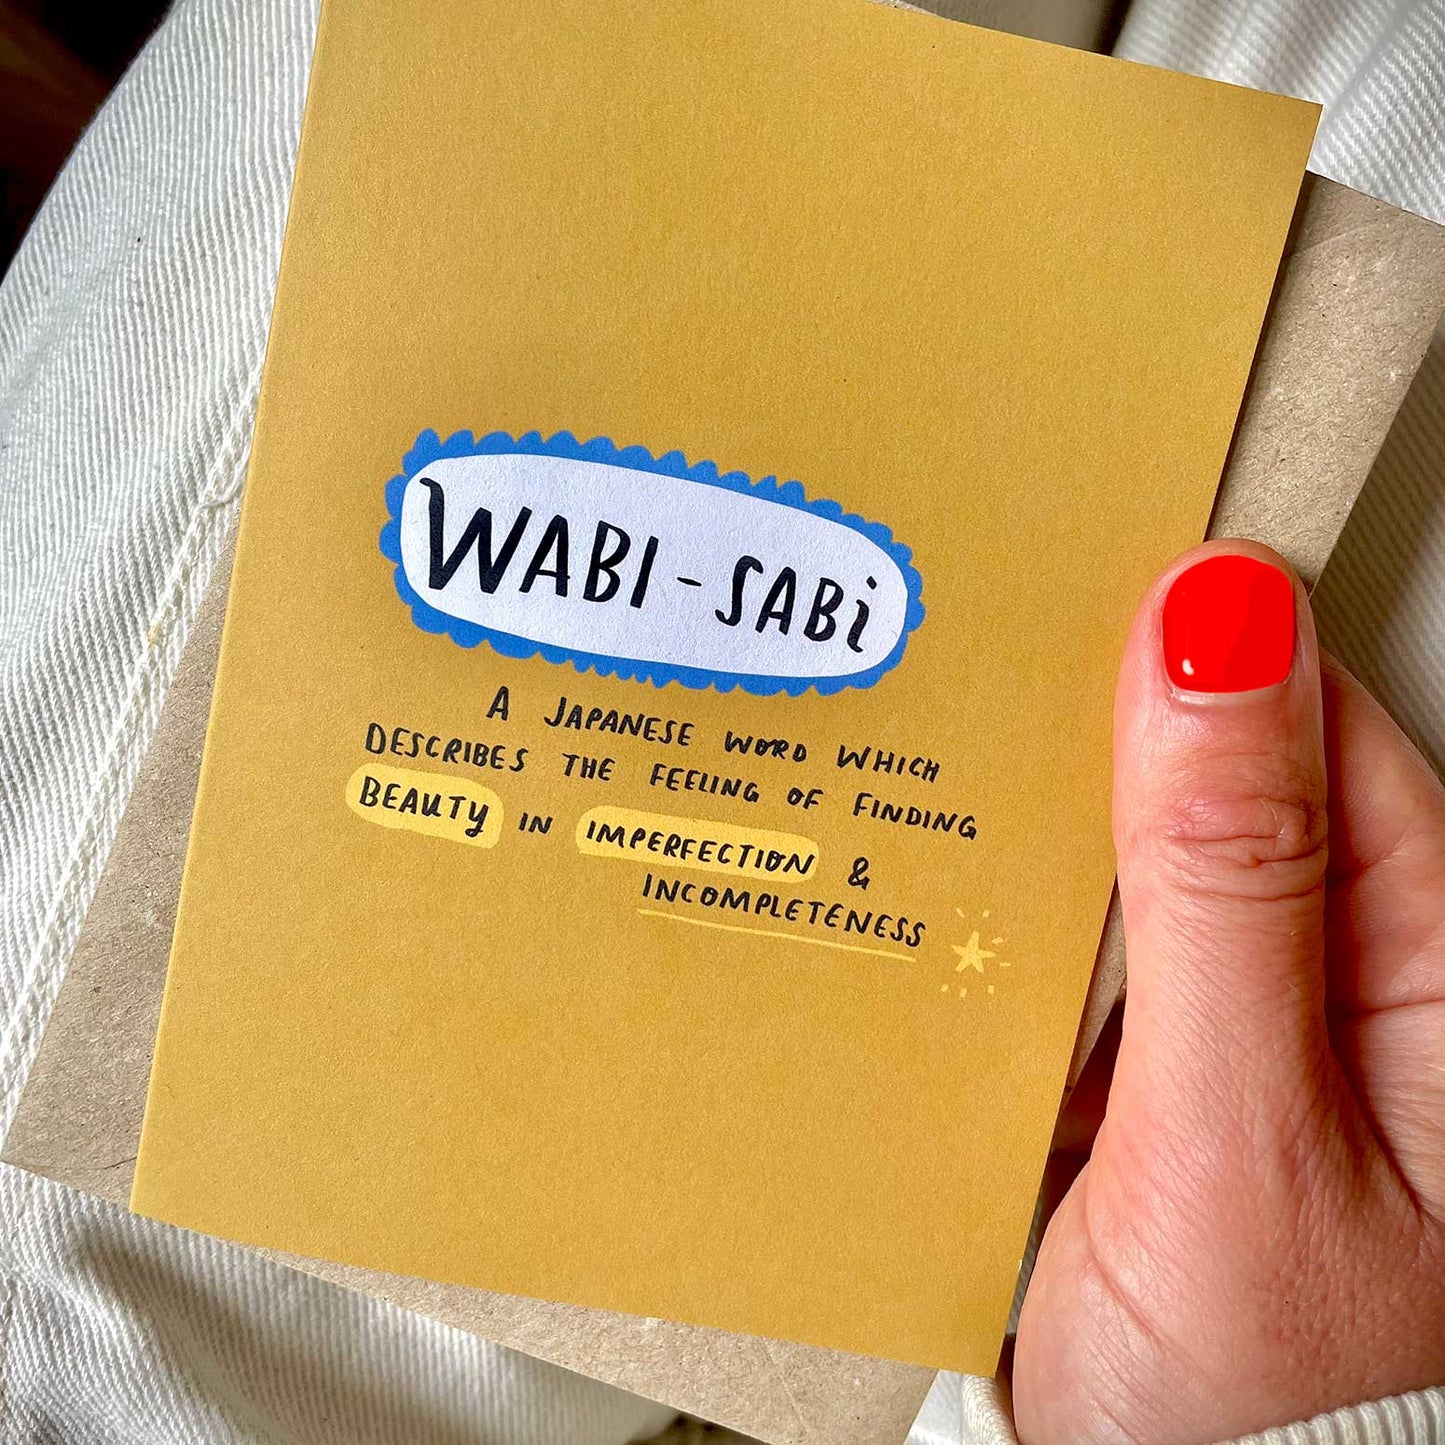 WABI-SABi
A JAPANESE WORD WHICH
DESCRIBES THE FEELING OF FINDING
BEAUTY IN IMPERFECTION &
INCOMPLETENESS